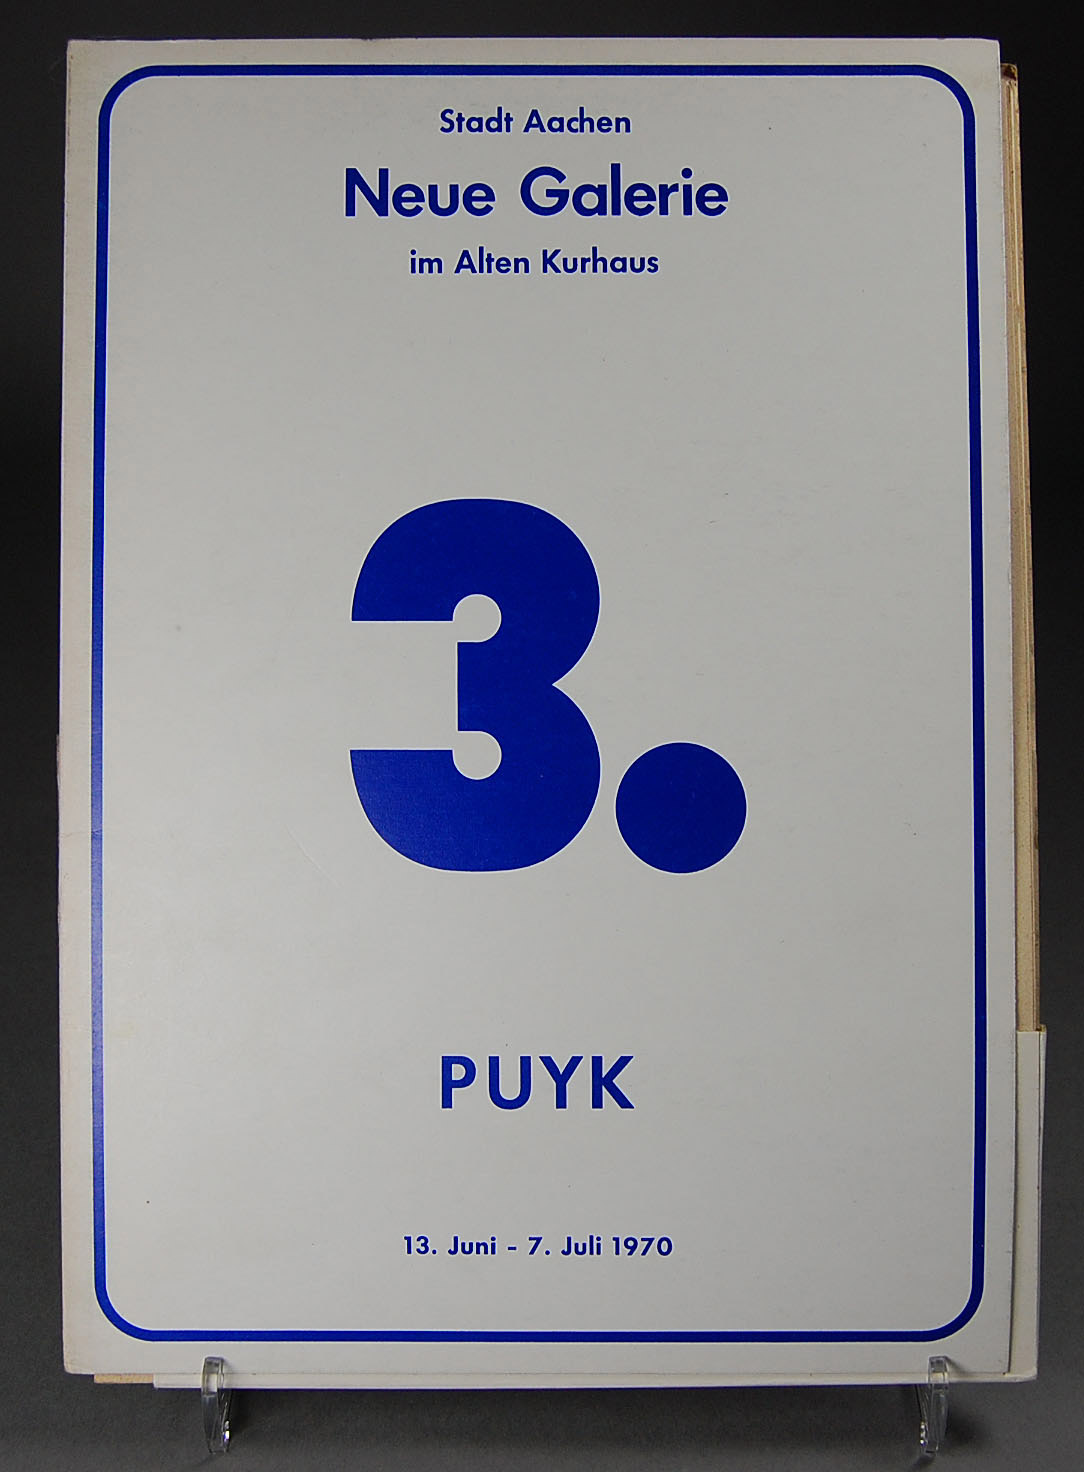 Stadt Aachen
Neue Galerie
im Alten Kurhaus
3.
PUYK
13. Juni - 7. Juli 1970